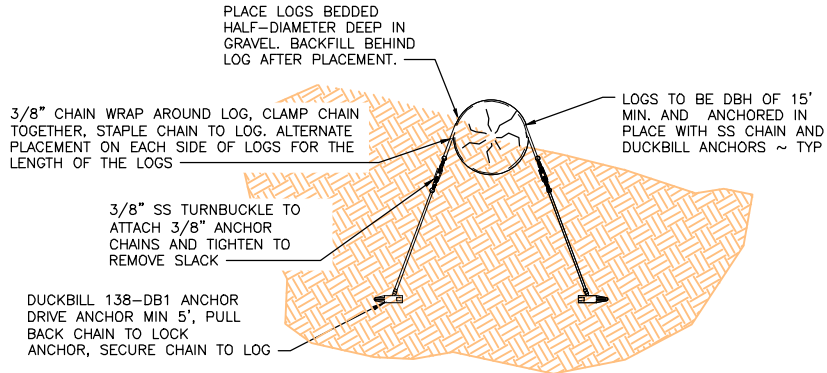 PLACE LOGS BEDDED
HALF-DIAMETER DEEP IN
GRAVEL. BACKFILL BEHIND
LOG AFTER PLACEMENT.
3/8" CHAIN WRAP AROUND LOG, CLAMP CHAIN
TOGETHER, STAPLE CHAIN TO LOG. ALTERNATE
PLACEMENT ON EACH SIDE OF LOGS FOR THE
LENGTH OF THE LOGS
LOGS TO BE DBH OF 15'
MIN. AND ANCHORED IN
PLACE WITH SS CHAIN AND
DUCKBILL ANCHORS ~ TYP
3/8" SS TURNBUCKLE TO
ATTACH 3/8" ANCHOR
CHAINS AND TIGHTEN TO
REMOVE SLACK
DUCKBILL 138-DB1 ANCHOR
DRIVE ANCHOR MIN 5', PULL
BACK CHAIN TO LOCK
ANCHOR, SECURE CHAIN TO LOG